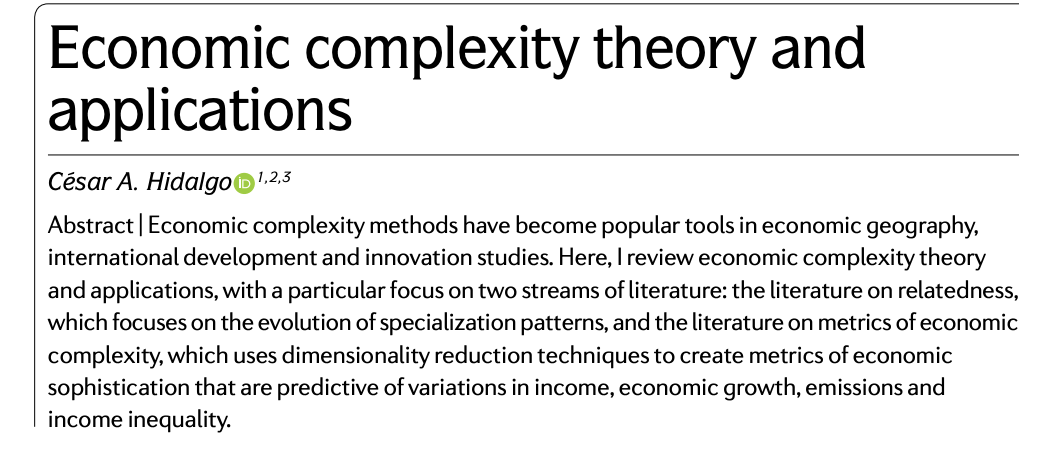 Economic complexity theory and
applications
César A. Hidalgo iD 1,2,3
Abstract | Economic complexity methods have become popular tools in economic geography,
international development and innovation studies. Here, I review economic complexity theory
and applications, with a particular focus on two streams of literature: the literature on relatedness,
which focuses on the evolution of specialization patterns, and the literature on metrics of economic
complexity, which uses dimensionality reduction techniques to create metrics of economic
sophistication that are predictive of variations in income, economic growth, emissions and
income inequality.